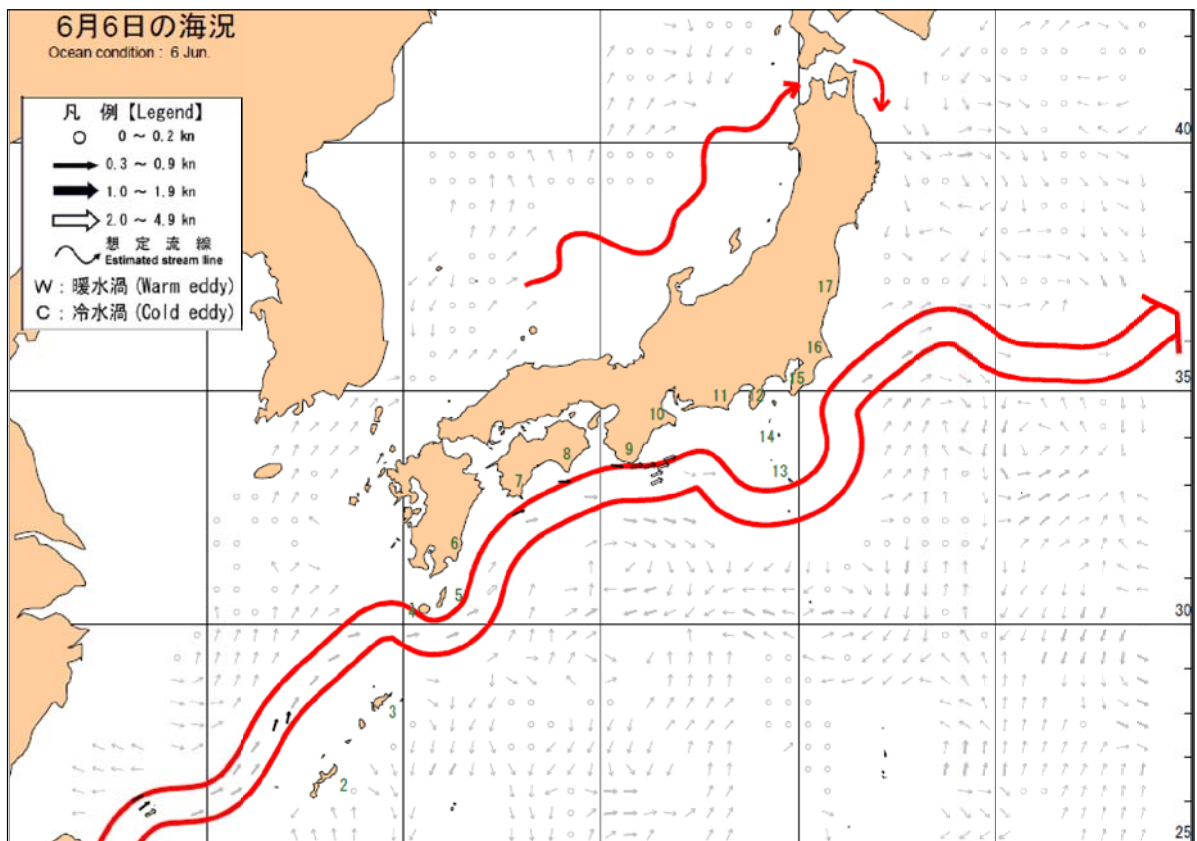 6月6日の海況
Ocean condition : 6 Jun.
凡 例【Legend】
0 ～ 0.2 kn
0.3 ～ 0.9 kn
1.0 ～ 1.9 kn
2.0 ～ 4.9 kn
想 定 流 線
Estimated stream line
W : 暖水渦 (Warm eddy)
C : 冷水渦 (Cold eddy)
40
17
16
35
15
12
11
10
14
9
8
13
7
6
5
4
30
3
2
25